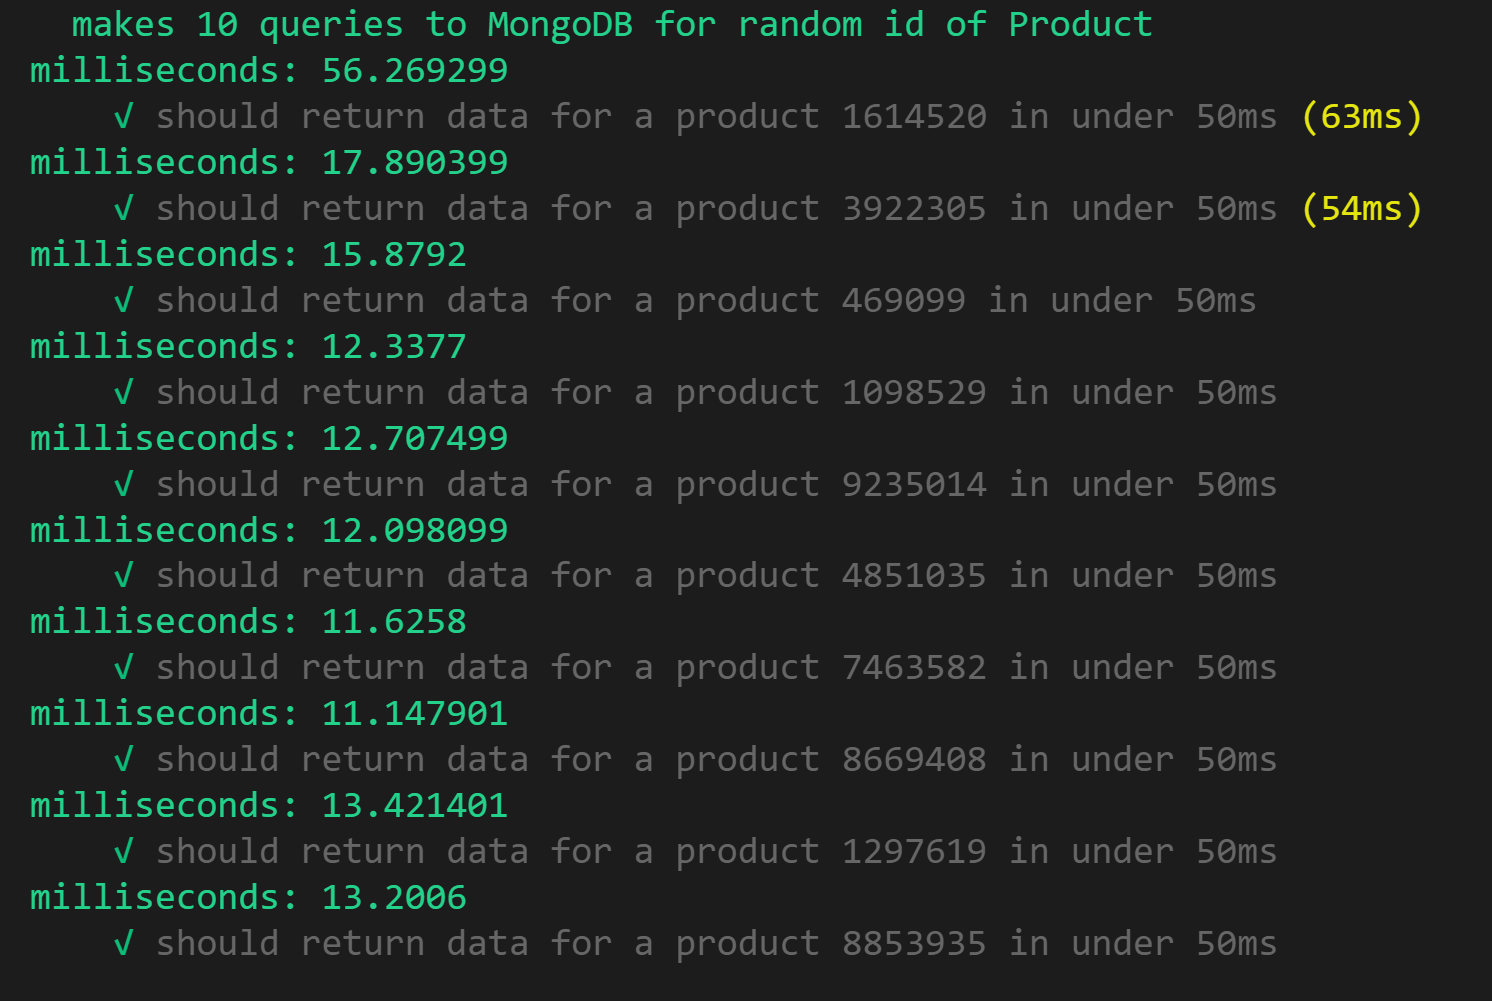 makes 10 queries to MongoDB for random id of Product
milliseconds: 56.269299
√ should return data for a product 1614520 in under 50ms (63ms)
milliseconds: 17.890399
√ should return data for a product 3922305 in under 50ms (54ms)
milliseconds: 15.8792
√ should return data for a product 469099 in under 50ms
milliseconds: 12.3377
√ should return data for a product 1098529 in under 50ms
milliseconds: 12.707499
√ should return data for a product 9235014 in under 50ms
milliseconds: 12.098099
√ should return data for a product 4851035 in under 50ms
milliseconds: 11.6258
√ should return data for a product 7463582 in under 50ms
milliseconds: 11.147901
√ should return data for a product 8669408 in under 50ms
milliseconds: 13.421401
√ should return data for a product 1297619 in under 50ms
milliseconds: 13.2006
√ should return data for a product 8853935 in under 50ms